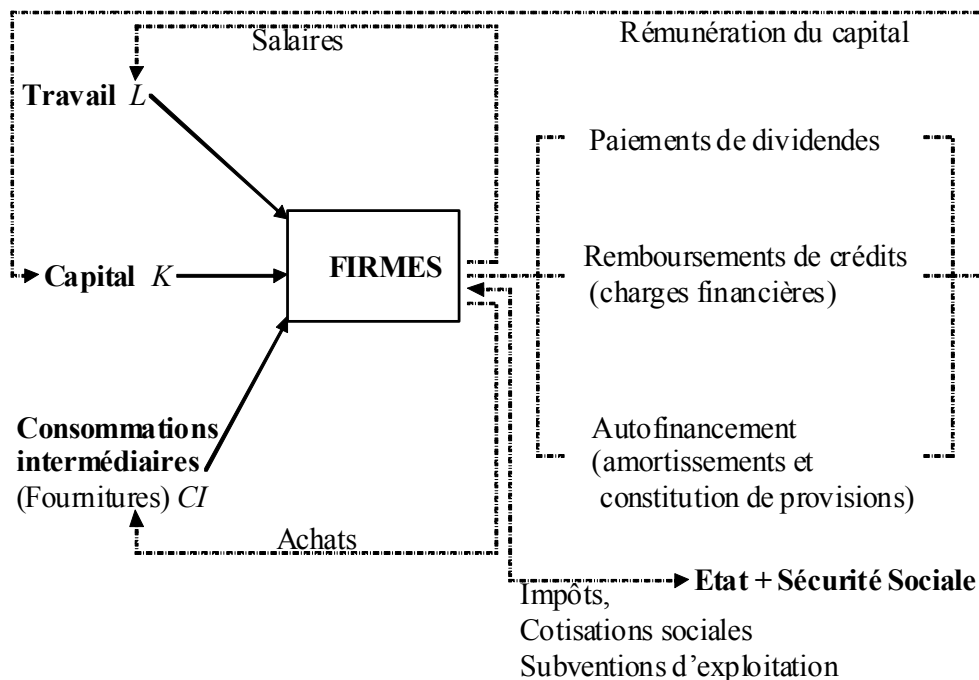 Salaires
Rémunération du capital
Travail L
Paiements de dividendes
FIRMES
Capital K
Remboursements de crédits
(charges financières)
Consommations
intermédiaires
(Fournitures) CI
Autofinancement
(amortissements et
constitution de provisions)
Achats
Etat + Sécurité Sociale
Impôts,
Cotisations sociales
Subventions d’exploitation